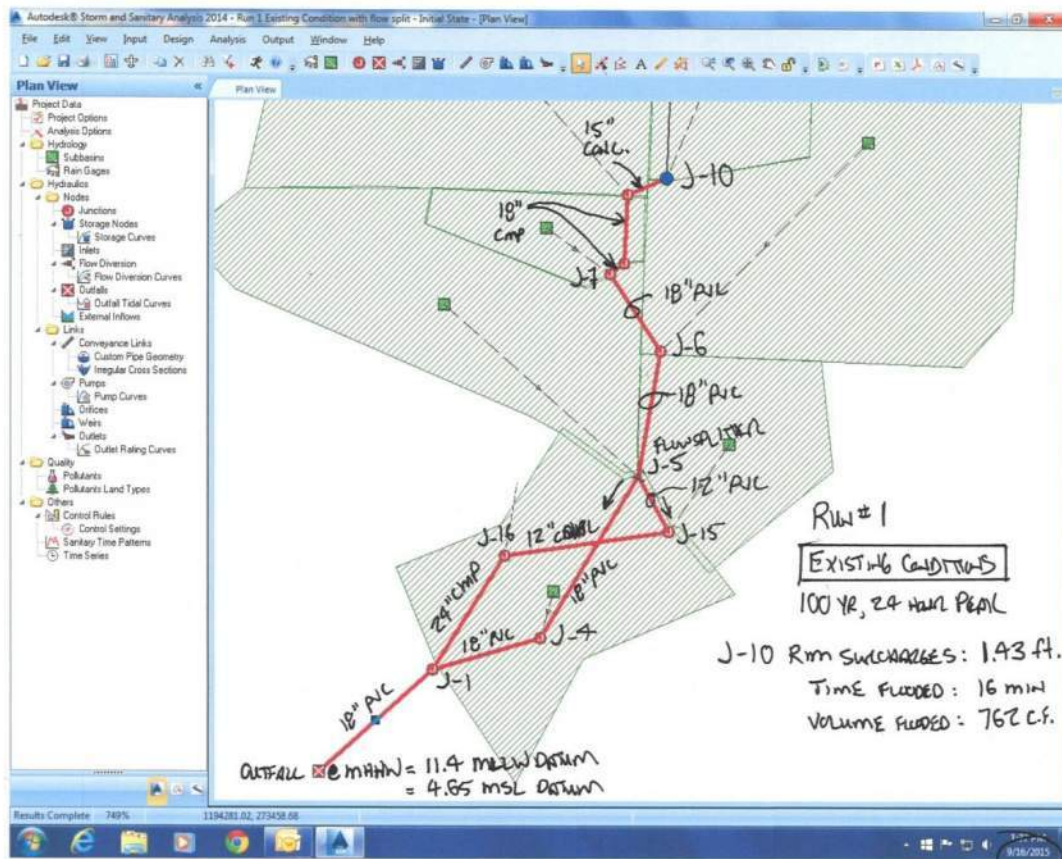 Autodesk® Storm and Sanitary Analysis 2014 - Run 1 Existing Condition with flow split - Initial State - [Plan View]
File Edit View Input Design Analysis Output Window Help
Plan View
Project Data
Project Options
Analysis Options
Hydrology
Subbasins
Rain Gages
Hydraulics
Nodes
Junctions
Storage Nodes
Storage Curves
Inlets
Flow Diversion
Flow Diversion Curves
Outfalls
Outfall Tidal Curves
External Inflows
Links
Conveyance Links
Custom Pipe Geometry
Irregular Cross Sections
Pumps
Pump Curves
Orifices
Weirs
Outlets
Outlet Rating Curves
Quality
Pollutants
Pollutants Land Types
Others
Control Rules
Control Settings
Sanitary Time Patterns
Time Series
Plan View
15"
CONC.
J-10
18"
CMP
J-7
18" PVC
J-6
18" PVC
FLOW SPLITTER
J-5
12" PVC
J-16
12"
J-15
24" CMP
18" PVC
18" PVC
J-4
J-1
18" PVC
OUTFALL @ MHHW = 11.4 MLLW DATUM
= 4.65 MSL DATUM
RUN #1
EXISTING CONDITIONS
100 YR, 24 HOUR PEAK
J-10 RIM SURCHARGES: 1.43 ft.
TIME FLOODED: 16 MIN
VOLUME FLOODED: 762 C.F.
Results Complete 749% 1194281.02, 273458.68
9/16/2015